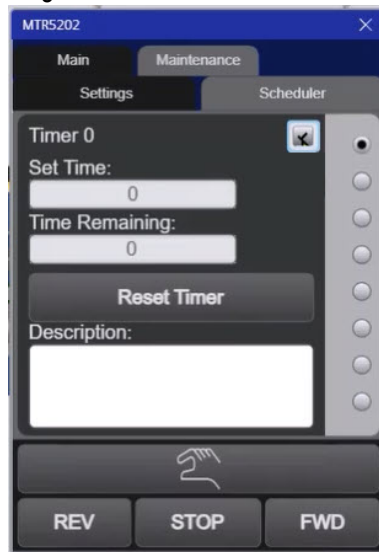 MTR5202
Main Maintenance
Settings Scheduler
Timer 0
Set Time:
0
Time Remaining:
0
Reset Timer
Description:
REV STOP FWD